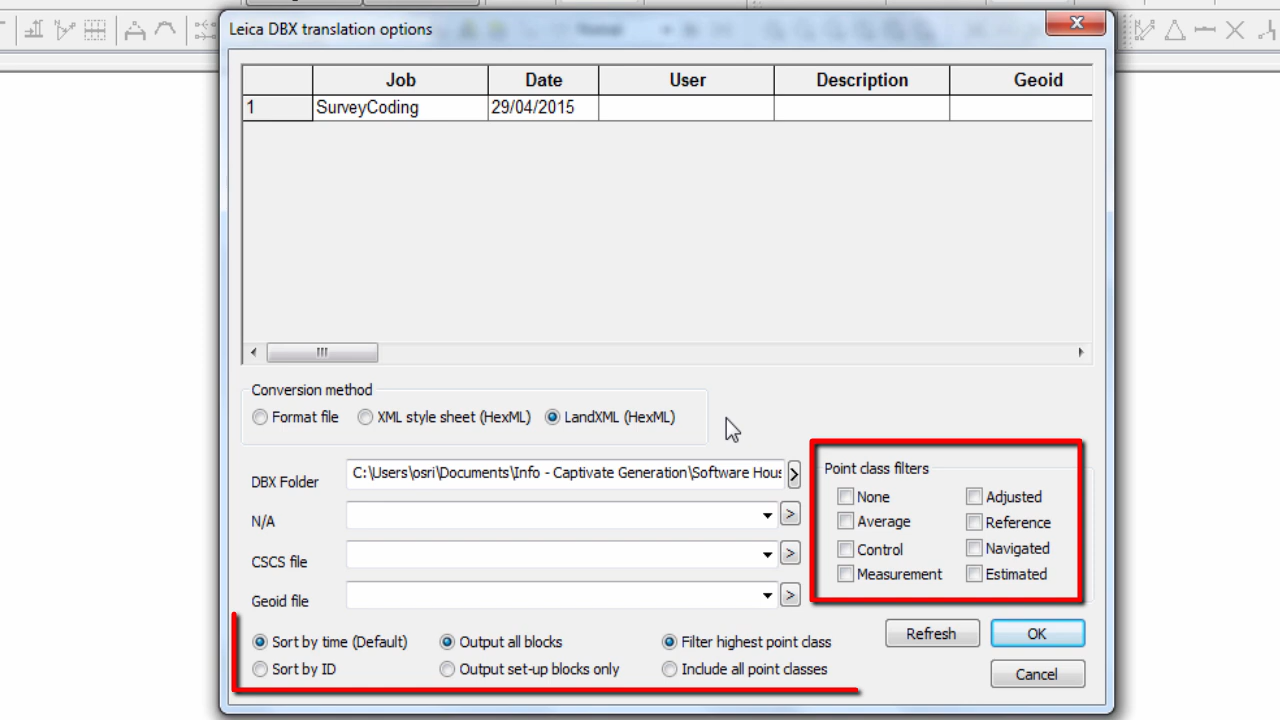 Leica DBX translation options
Job Date User Description Geoid
1 SurveyCoding 29/04/2015
Conversion method
Format file XML style sheet (HexML) LandXML (HexML)
DBX Folder C:\Users\osri\Documents\Info - Captivate Generation\Software Hous >
N/A >
CSCS file >
Geoid file >
Point class filters
None Adjusted
Average Reference
Control Navigated
Measurement Estimated
Sort by time (Default) Output all blocks Filter highest point class
Sort by ID Output set-up blocks only Include all point classes
Refresh OK
Cancel